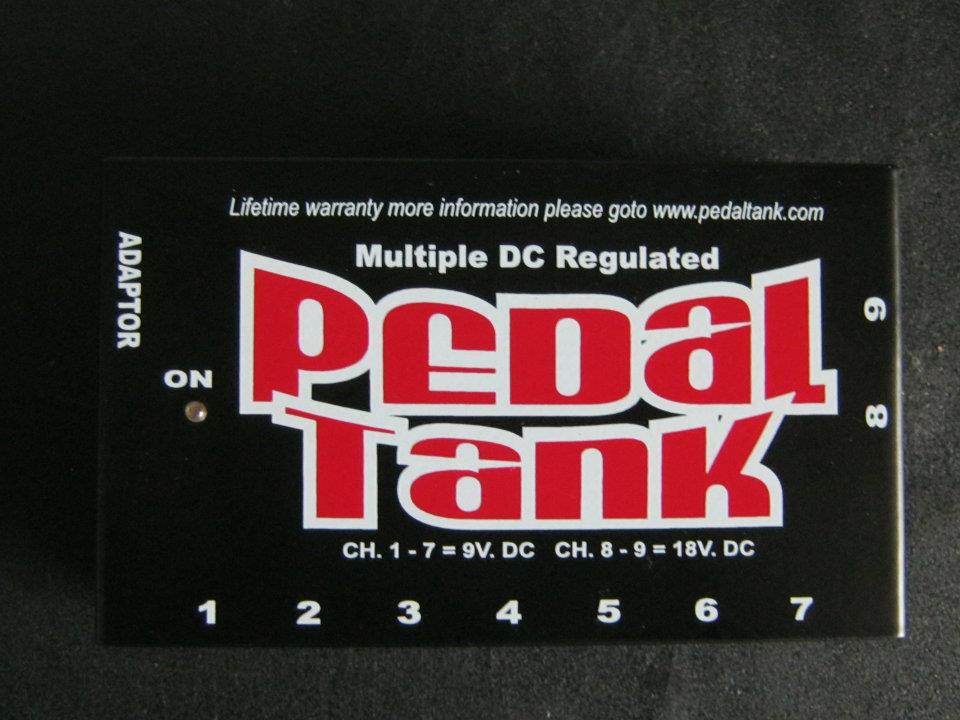 Lifetime warranty more information please goto www.pedaltank.com
Multiple DC Regulated
Pedal
Tank
ADAPTOR
ON
9
8
CH. 1 - 7 = 9V. DC CH. 8 - 9 = 18V. DC
1 2 3 4 5 6 7